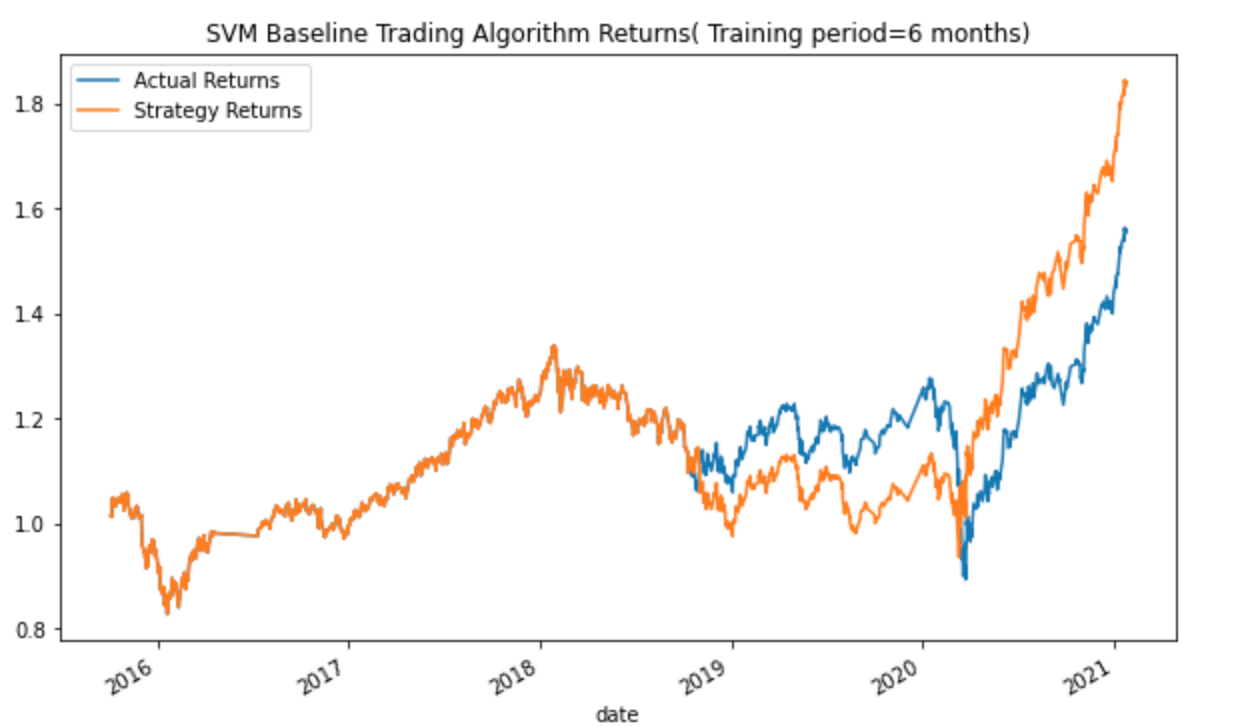 SVM Baseline Trading Algorithm Returns( Training period=6 months)
Actual Returns
Strategy Returns
1.8
1.6
1.4
1.2
1.0
0.8
2016 2017 2018 2019 2020 2021
date